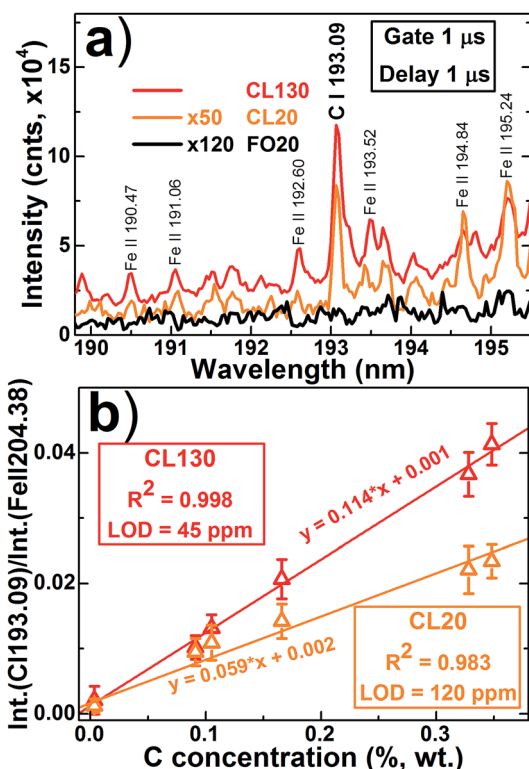 a)
Gate 1 μs
Delay 1 μs
CL130
x50 CL20
x120 FO20
Fe II 190.47
Fe II 191.06
Fe II 192.60
C I 193.09
Fe II 193.52
Fe II 194.84
Fe II 195.24
Intensity (cnts, x10⁴)
15
10
5
0
190 191 192 193 194 195
Wavelength (nm)
b)
CL130
R² = 0.998
LOD = 45 ppm
y = 0.114*x + 0.001
y = 0.059*x + 0.002
CL20
R² = 0.983
LOD = 120 ppm
Int.(CI193.09)/Int.(FeII204.38)
0.04
0.02
0.00
0.0 0.1 0.2 0.3
C concentration (%, wt.)